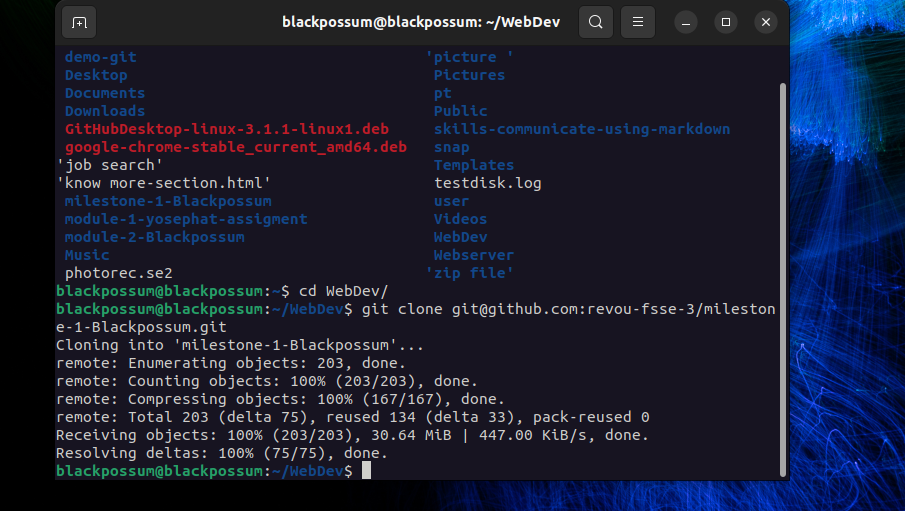 blackpossum@blackpossum: ~/WebDev
demo-git 'picture '
Desktop Pictures
Documents pt
Downloads Public
GitHubDesktop-linux-3.1.1-linux1.deb skills-communicate-using-markdown
google-chrome-stable_current_amd64.deb snap
'job search' Templates
'know more-section.html' testdisk.log
milestone-1-Blackpossum user
module-1-yosephat-assigment Videos
module-2-Blackpossum WebDev
Music Webserver
photorec.se2 'zip file'
blackpossum@blackpossum:~$ cd WebDev/
blackpossum@blackpossum:~/WebDev$ git clone git@github.com:revou-fsse-3/mileston
e-1-Blackpossum.git
Cloning into 'milestone-1-Blackpossum'...
remote: Enumerating objects: 203, done.
remote: Counting objects: 100% (203/203), done.
remote: Compressing objects: 100% (167/167), done.
remote: Total 203 (delta 75), reused 134 (delta 33), pack-reused 0
Receiving objects: 100% (203/203), 30.64 MiB | 447.00 KiB/s, done.
Resolving deltas: 100% (75/75), done.
blackpossum@blackpossum:~/WebDev$